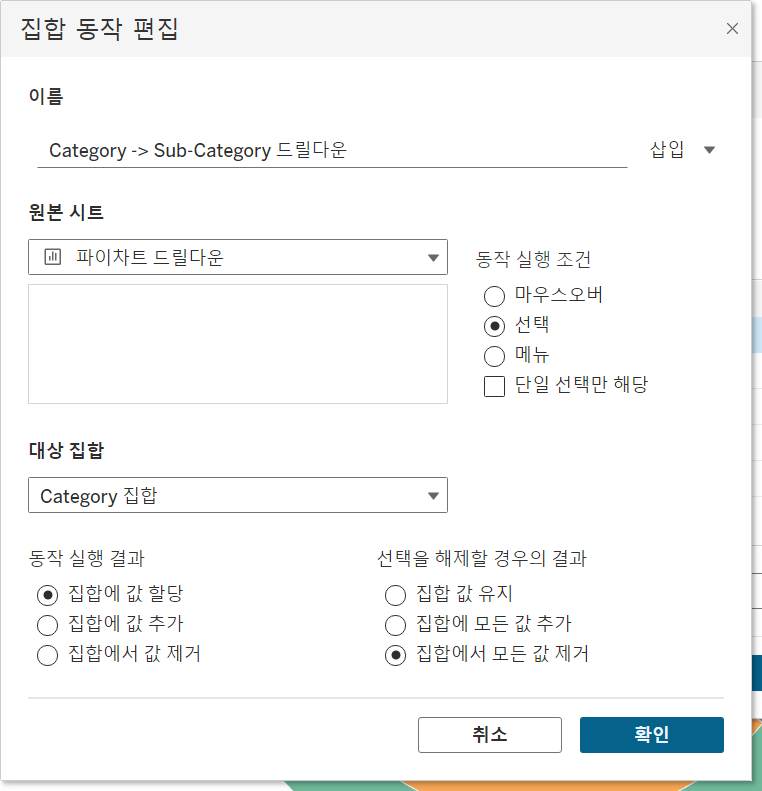 집합 동작 편집
이름
Category -> Sub-Category 드릴다운
삽입
원본 시트
파이차트 드릴다운
동작 실행 조건
마우스오버
선택
메뉴
단일 선택만 해당
대상 집합
Category 집합
동작 실행 결과
집합에 값 할당
집합에 값 추가
집합에서 값 제거
선택을 해제할 경우의 결과
집합 값 유지
집합에 모든 값 추가
집합에서 모든 값 제거
취소
확인